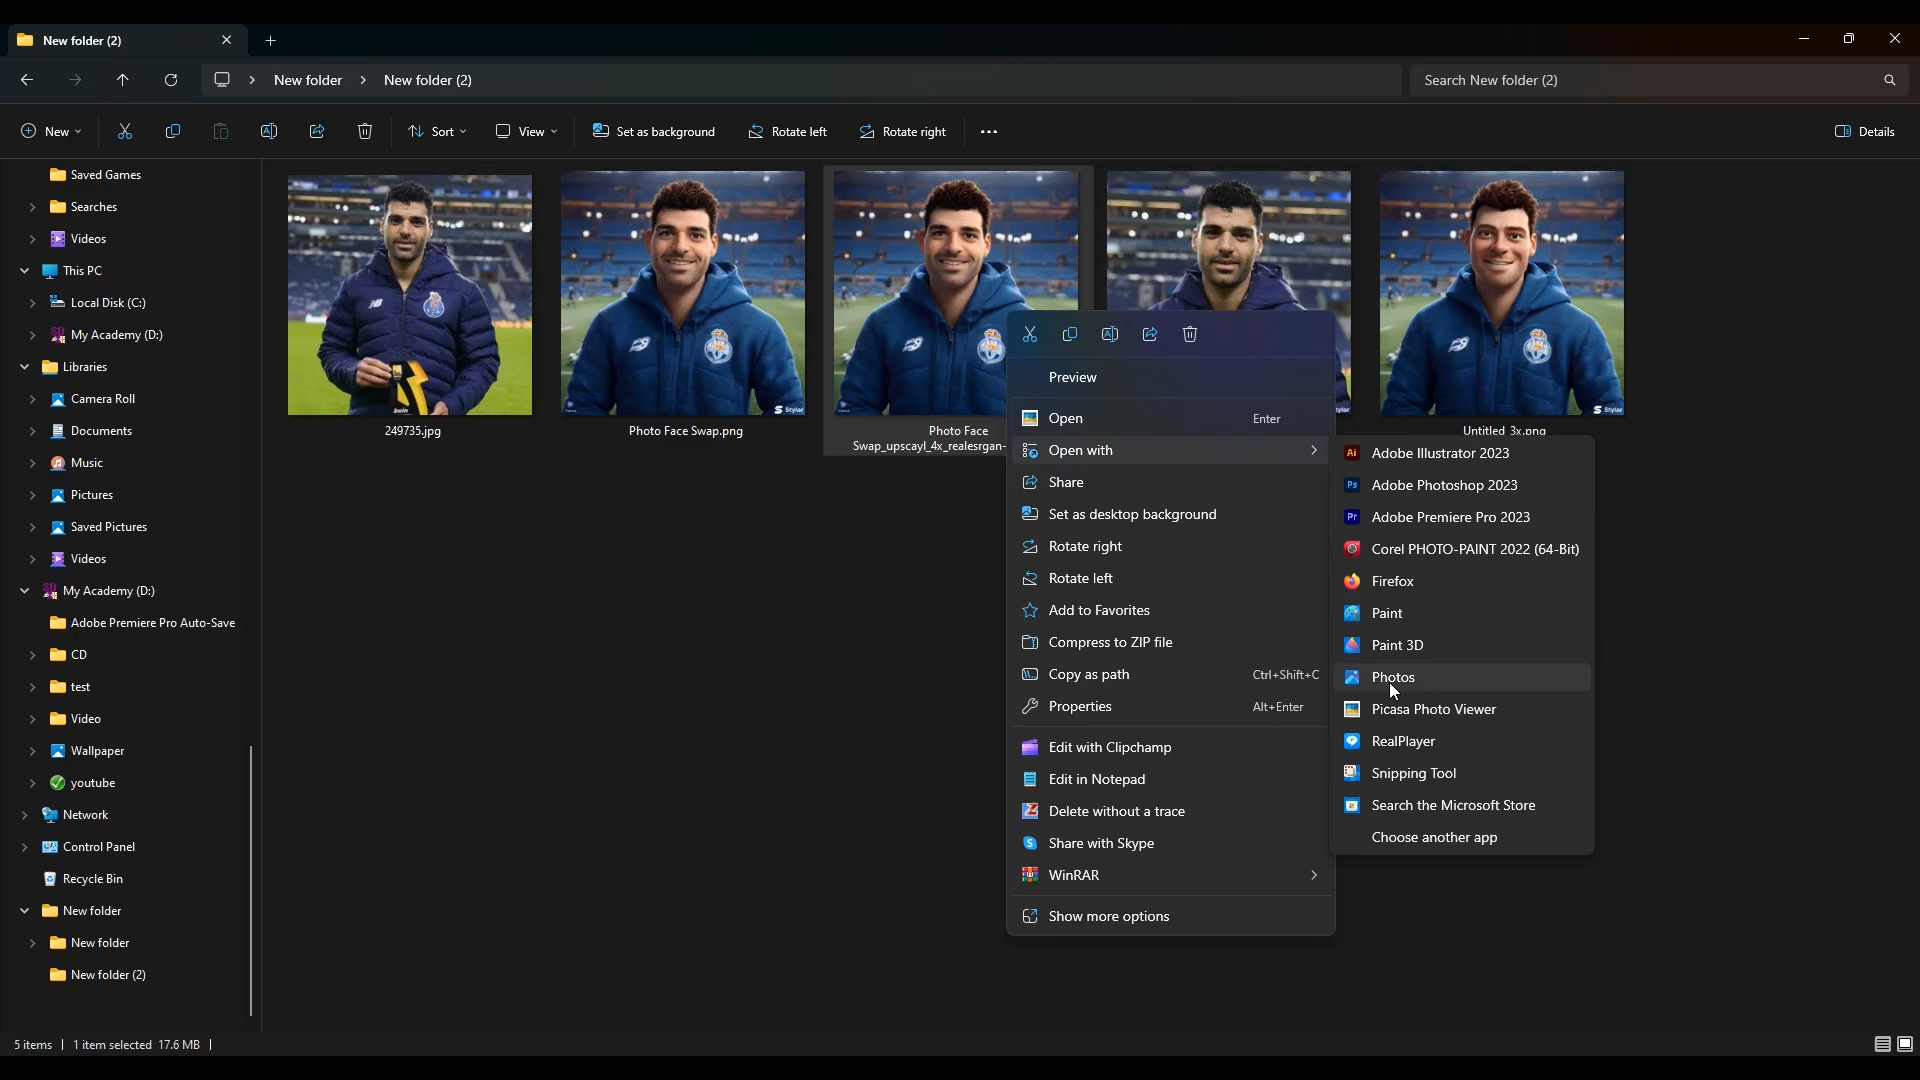 New folder (2)
New folder
New folder (2)
Search New folder (2)
New
Sort
View
Set as background
Rotate left
Rotate right
Details
Saved Games
Searches
Videos
This PC
Local Disk (C:)
My Academy (D:)
Libraries
Camera Roll
Documents
Music
Pictures
Saved Pictures
Videos
My Academy (D:)
Adobe Premiere Pro Auto-Save
CD
test
Video
Wallpaper
youtube
Network
Control Panel
Recycle Bin
New folder
New folder
New folder (2)
bwin
249735.jpg
Stylar
Photo Face Swap.png
Photo Face
Swap_upscayl_4x_realesrgan-
Stylar
Untitled 3x.png
Preview
Open Enter
Open with
Share
Set as desktop background
Rotate right
Rotate left
Add to Favorites
Compress to ZIP file
Copy as path Ctrl+Shift+C
Properties Alt+Enter
Edit with Clipchamp
Edit in Notepad
Delete without a trace
Share with Skype
WinRAR
Show more options
Ai Adobe Illustrator 2023
Ps Adobe Photoshop 2023
Pr Adobe Premiere Pro 2023
Corel PHOTO-PAINT 2022 (64-Bit)
Firefox
Paint
Paint 3D
Photos
Picasa Photo Viewer
RealPlayer
Snipping Tool
Search the Microsoft Store
Choose another app
5 items
1 item selected 17.6 MB